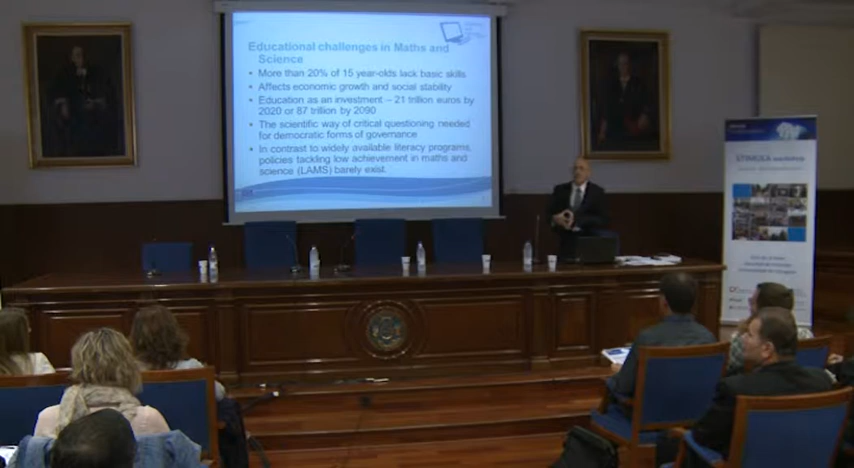 Educational challenges in Maths and
Science
• More than 20% of 15 year-olds lack basic skills
• Affects economic growth and social stability
• Education as an investment – 21 trillion euros by
2020 or 87 trillion by 2090
• The scientific way of critical questioning needed
for democratic forms of governance
• In contrast to widely available literacy programs,
policies tackling low achievement in maths and
science (LAMS) barely exist.
workshop